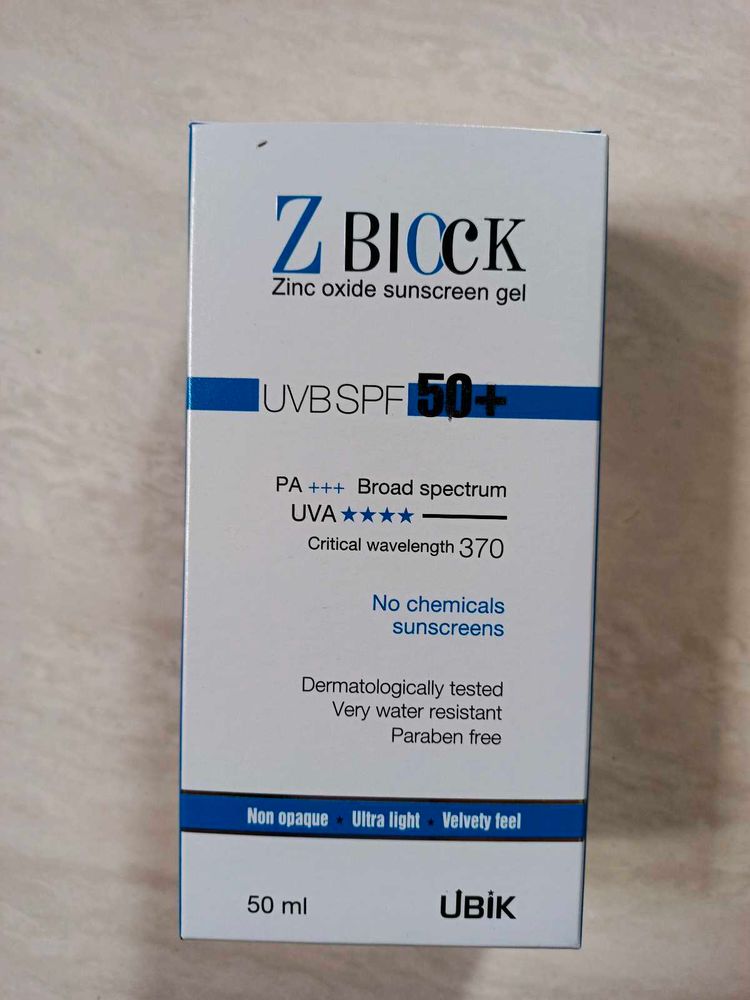 Z BlOcK
Zinc oxide sunscreen gel
UVB SPF 50+
PA +++ Broad spectrum
UVA ★★★★
Critical wavelength 370
No chemicals
sunscreens
Dermatologically tested
Very water resistant
Paraben free
Non opaque ★ Ultra light ★ Velvety feel
50 ml UBiK